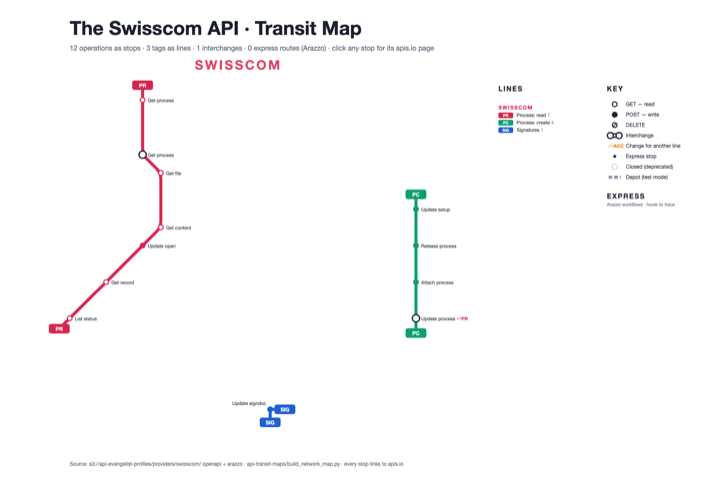 The Swisscom API · Transit Map
12 operations as stops · 3 tags as lines · 1 interchanges · 0 express routes (Arazzo) · click any stop for its apis.io page
SWISSCOM
PR
Get process
Get process
Get file
Get content
Update open
Get record
List status
PR
PC
Update setup
Release process
Attach process
Update process ↩PR
PC
Update signdoc
SIG
SIG
LINES
SWISSCOM
PR Process: read 7
PC Process: create 4
SIG Signatures 1
KEY
GET — read
POST — write
DELETE
Interchange
↩ACC Change for another line
Express stop
Closed (deprecated)
Depot (test mode)
EXPRESS
Arazzo workflows · hover to trace
Source: s3://api-evangelist-profiles/providers/swisscom/ openapi + arazzo · api-transit-maps/build_network_map.py · every stop links to apis.io